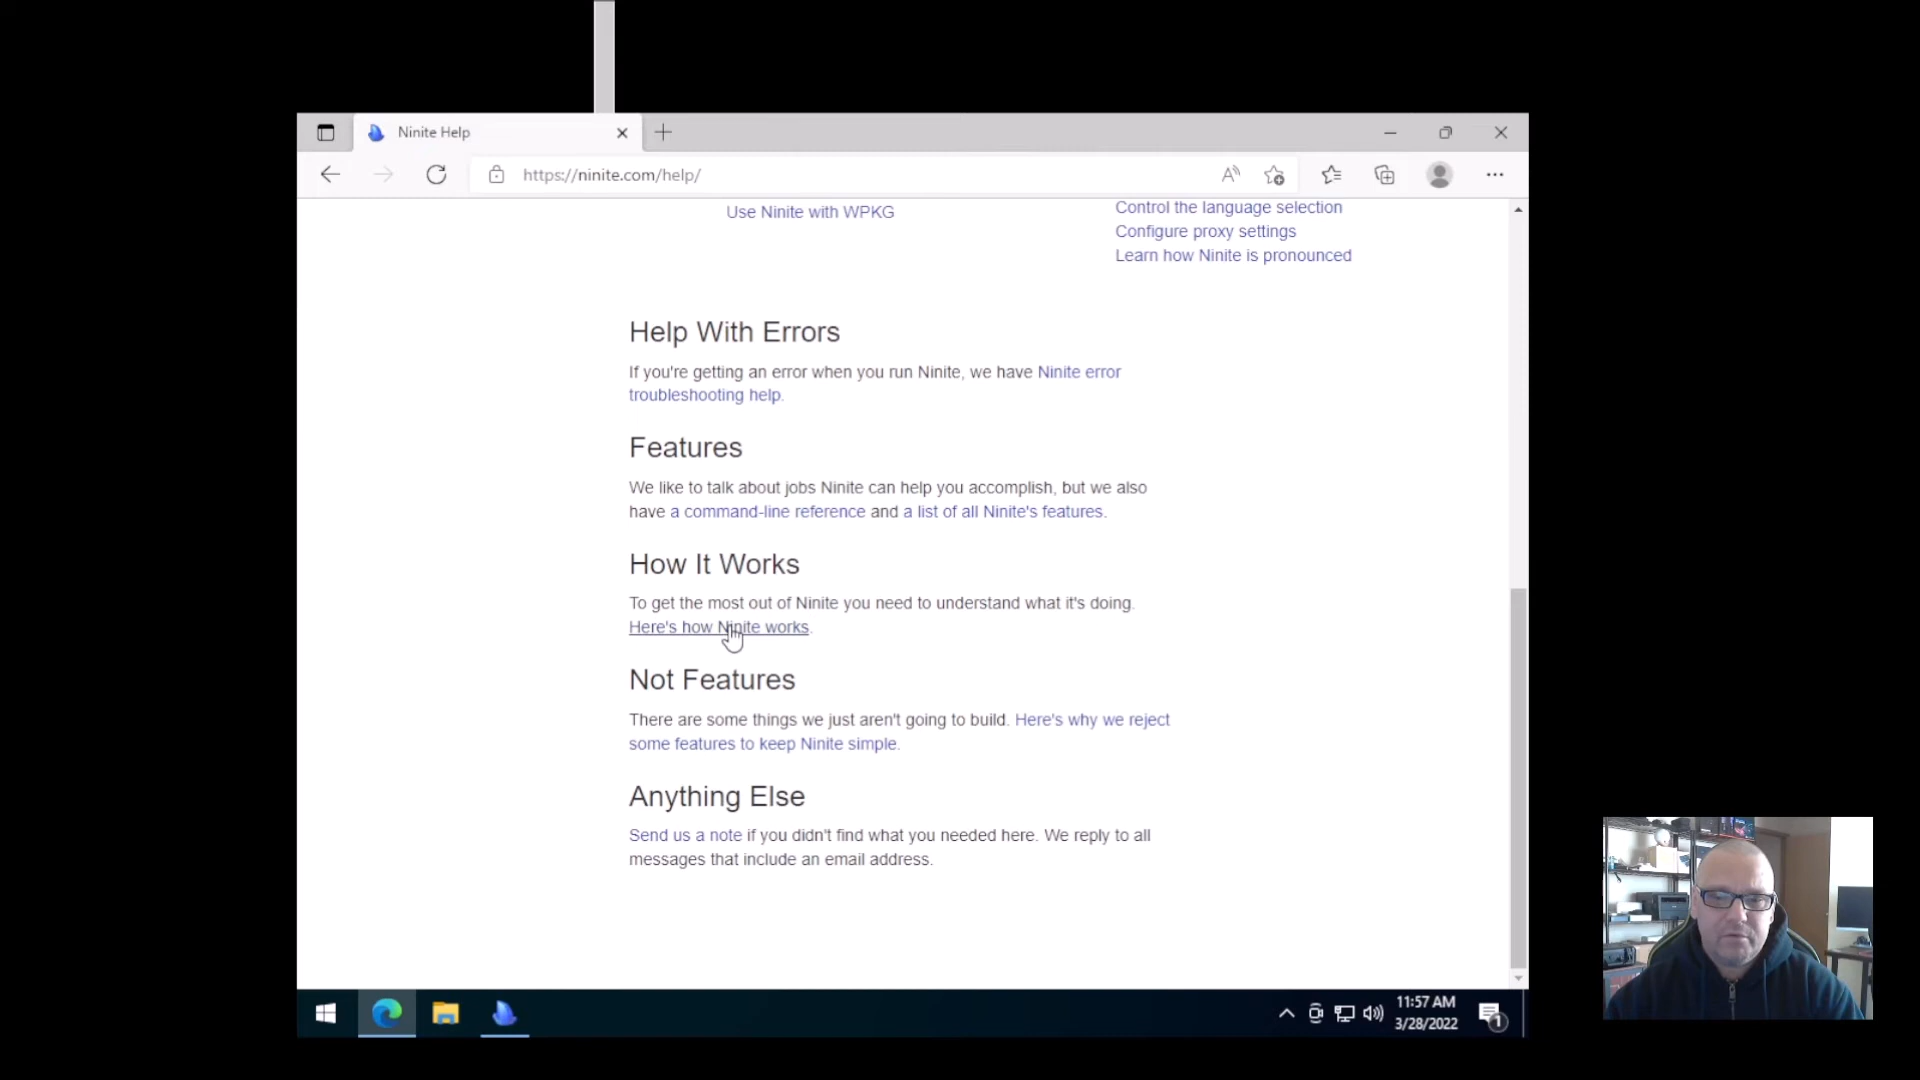 Ninite Help
https://ninite.com/help/
Use Ninite with WPKG
Control the language selection
Configure proxy settings
Learn how Ninite is pronounced
Help With Errors
If you're getting an error when you run Ninite, we have Ninite error
troubleshooting help.
Features
We like to talk about jobs Ninite can help you accomplish, but we also
have a command-line reference and a list of all Ninite's features.
How It Works
To get the most out of Ninite you need to understand what it's doing.
Here's how Ninite works.
Not Features
There are some things we just aren't going to build. Here's why we reject
some features to keep Ninite simple.
Anything Else
Send us a note if you didn't find what you needed here. We reply to all
messages that include an email address.
11:57 AM
3/28/2022
1